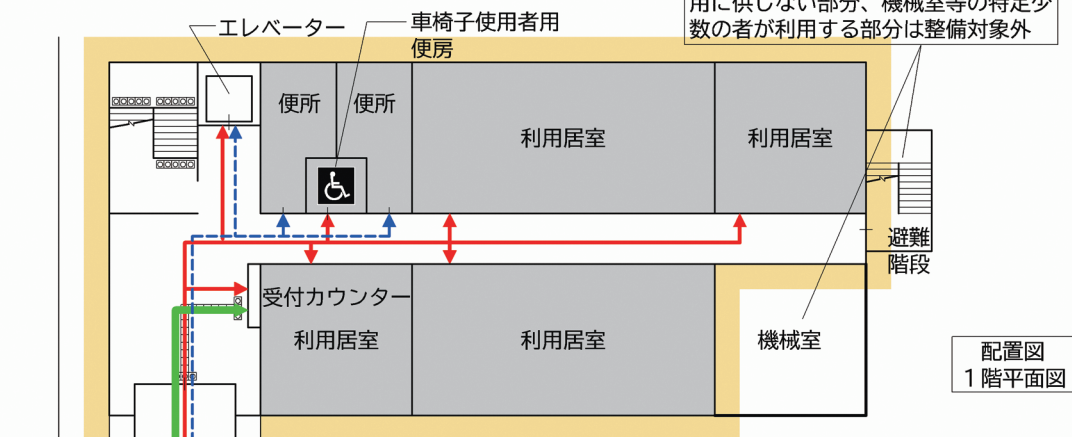 用に供しない部分、機械室等の特定少
数の者が利用する部分は整備対象外
エレベーター
車椅子使用者用
便房
便所
便所
利用居室
利用居室
避難
階段
受付カウンター
利用居室
利用居室
機械室
配置図
1階平面図